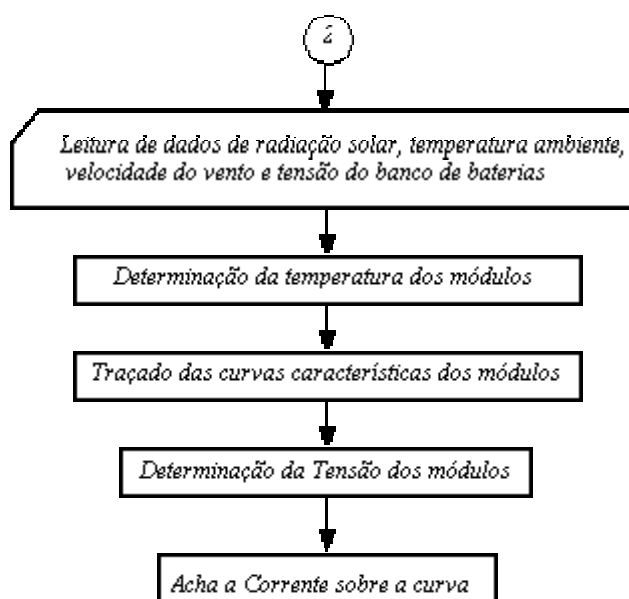 2
Leitura de dados de radiação solar, temperatura ambiente,
velocidade do vento e tensão do banco de baterias
Determinação da temperatura dos módulos
Traçado das curvas características dos módulos
Determinação da Tensão dos módulos
Acha a Corrente sobre a curva